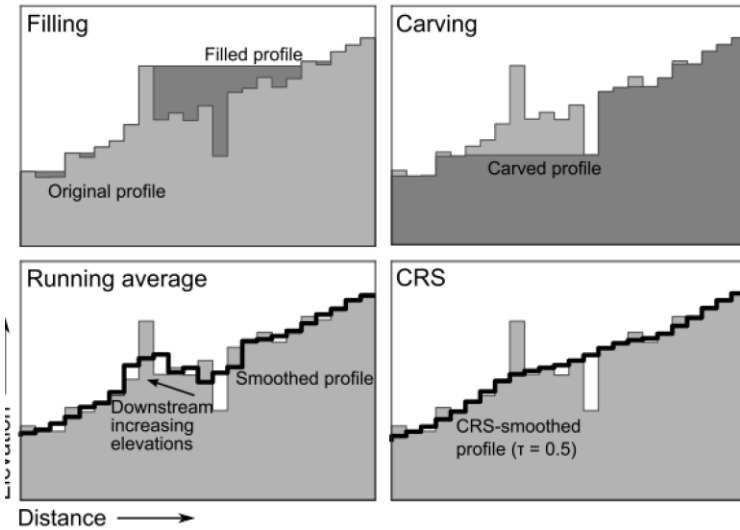 Filling
Filled profile
Original profile
Carving
Carved profile
Running average
Smoothed profile
Downstream
increasing
elevations
CRS
CRS-smoothed
profile (τ = 0.5)
Elevation
Distance